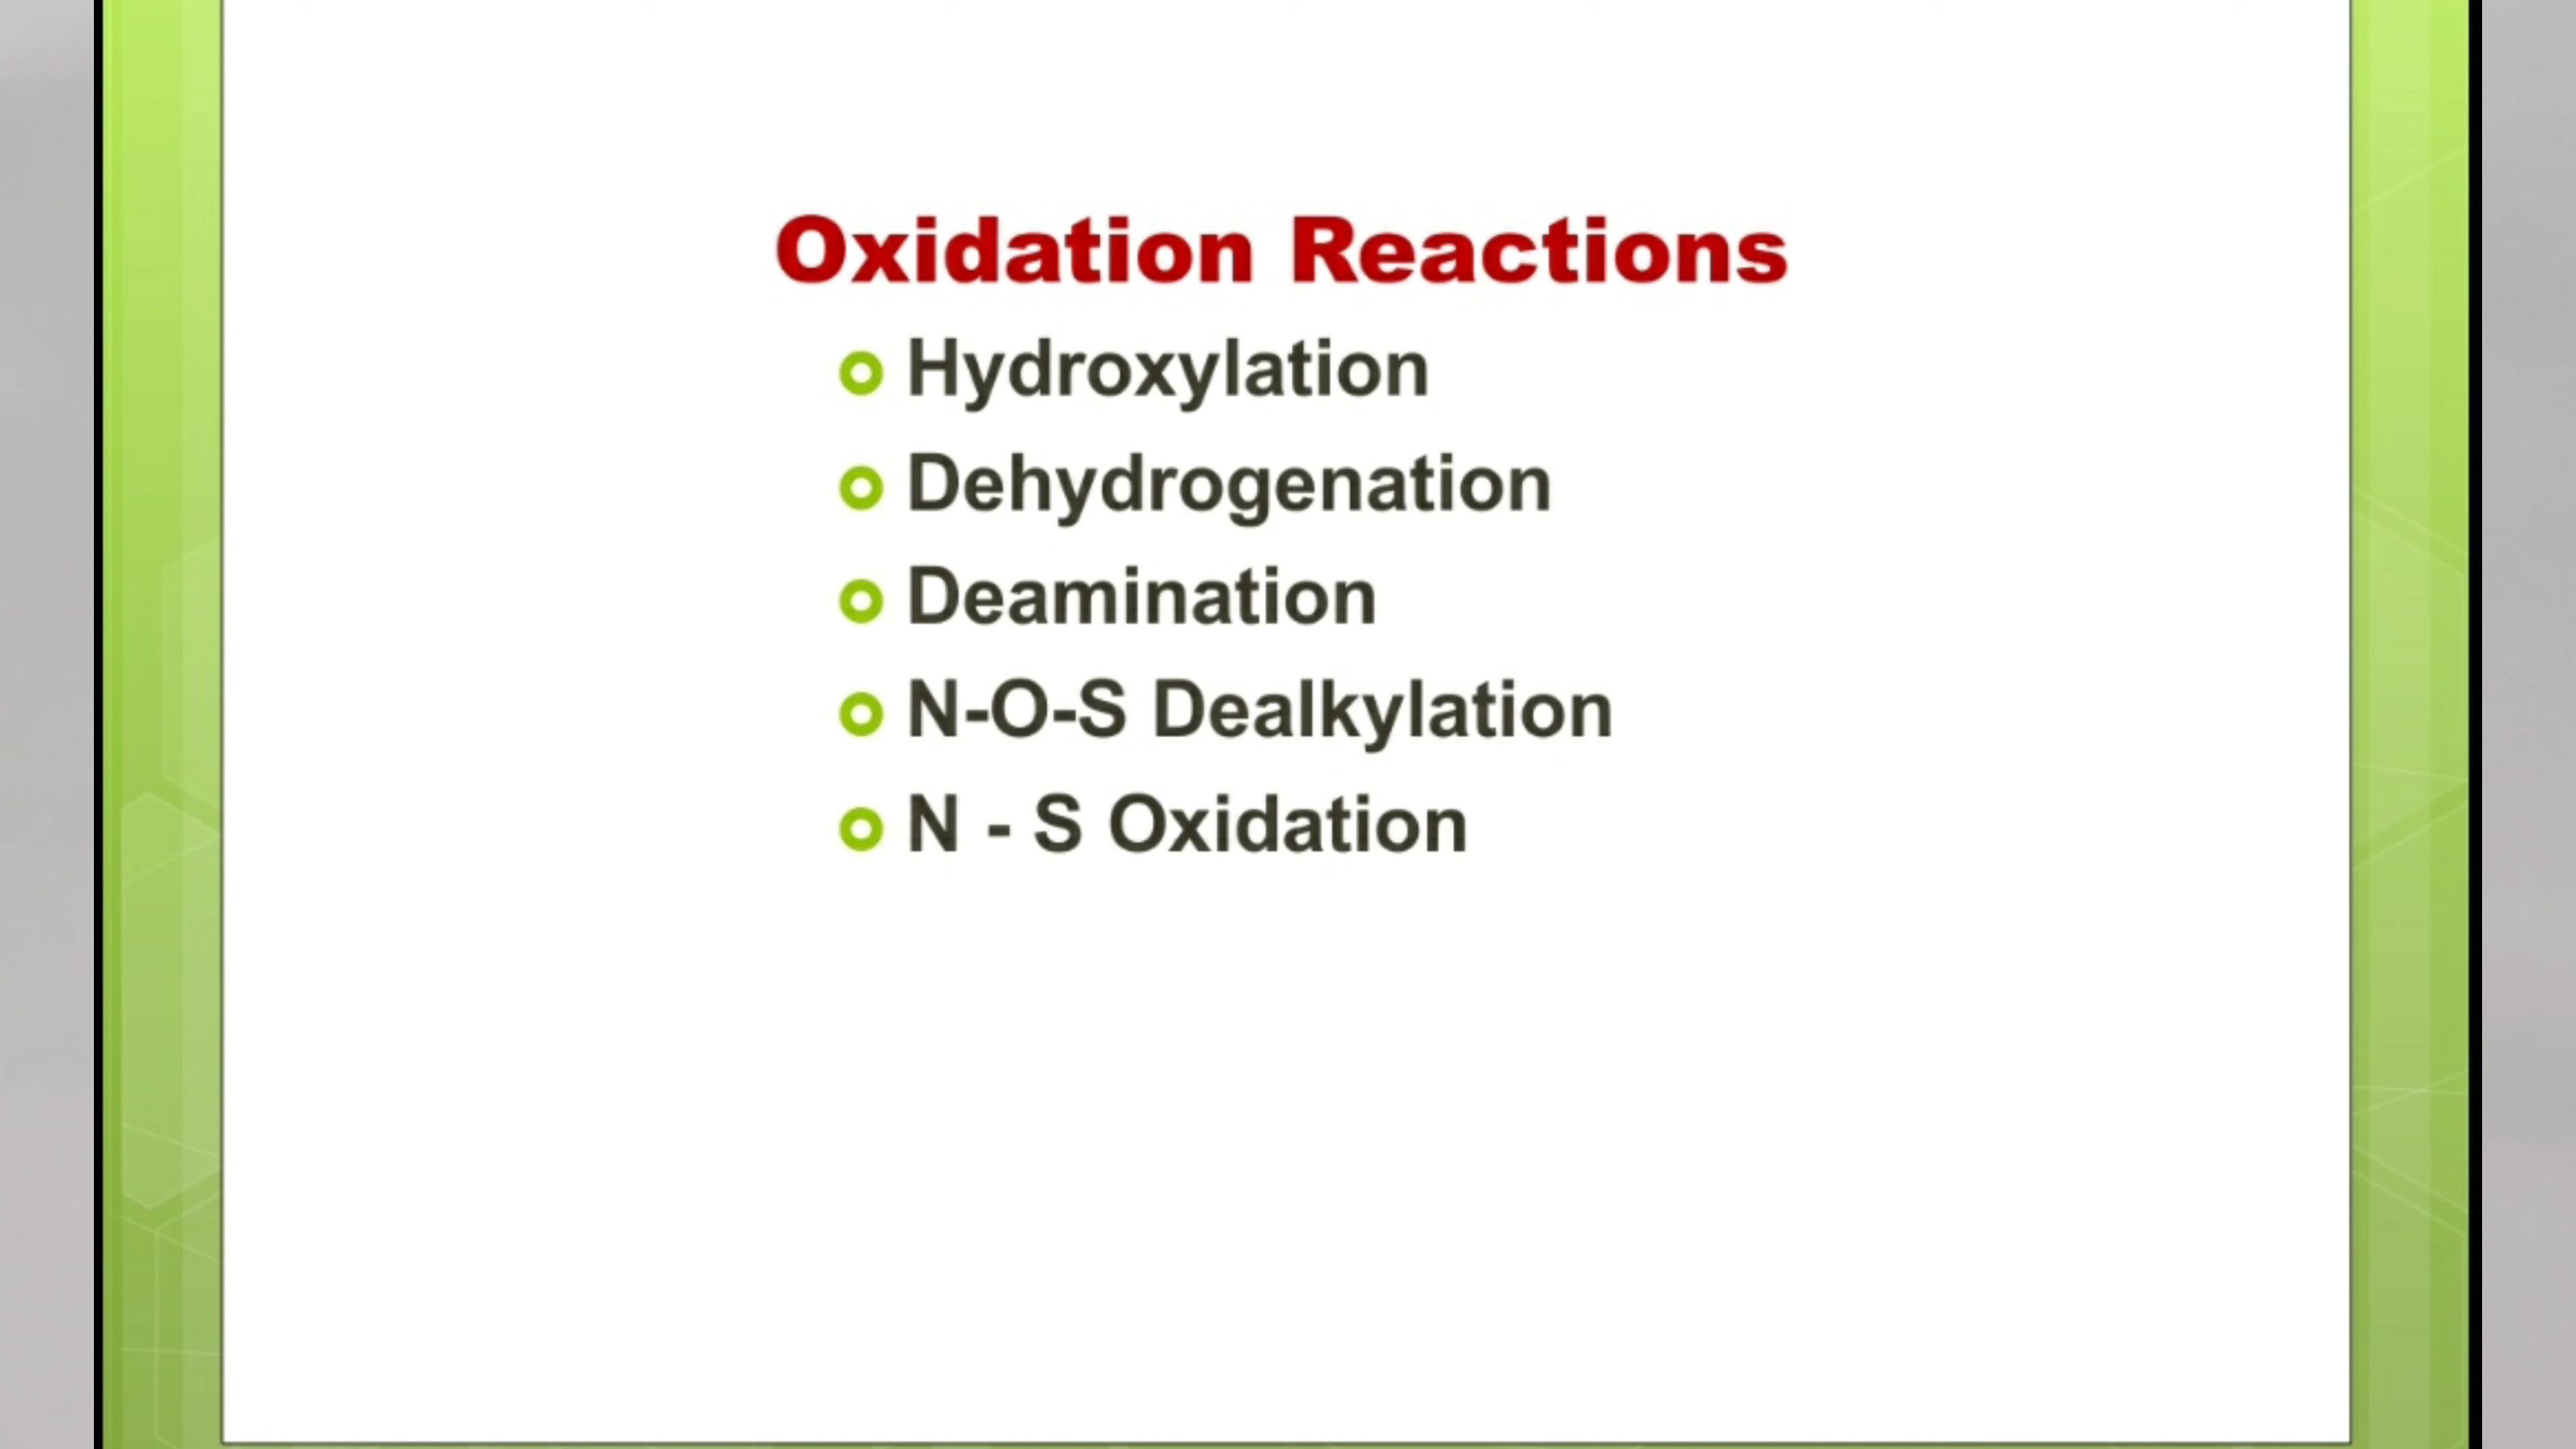 Oxidation Reactions
Hydroxylation
Dehydrogenation
Deamination
N-O-S Dealkylation
N - S Oxidation